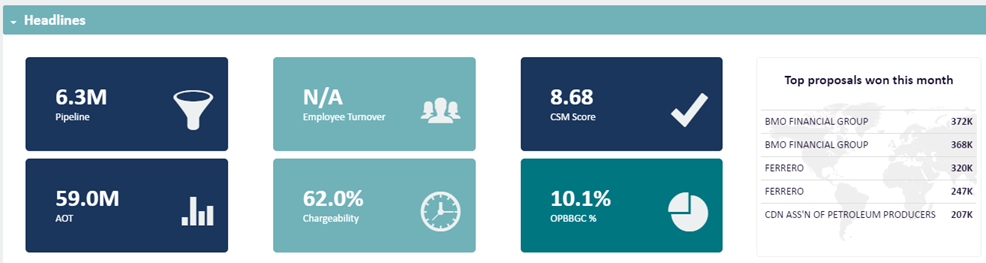 Headlines
6.3M
Pipeline
N/A
Employee Turnover
8.68
CSM Score
59.0M
AOT
62.0%
Chargeability
10.1%
OPBBGC %
Top proposals won this month
BMO FINANCIAL GROUP 372K
BMO FINANCIAL GROUP 368K
FERRERO 320K
FERRERO 247K
CDN ASS'N OF PETROLEUM PRODUCERS 207K